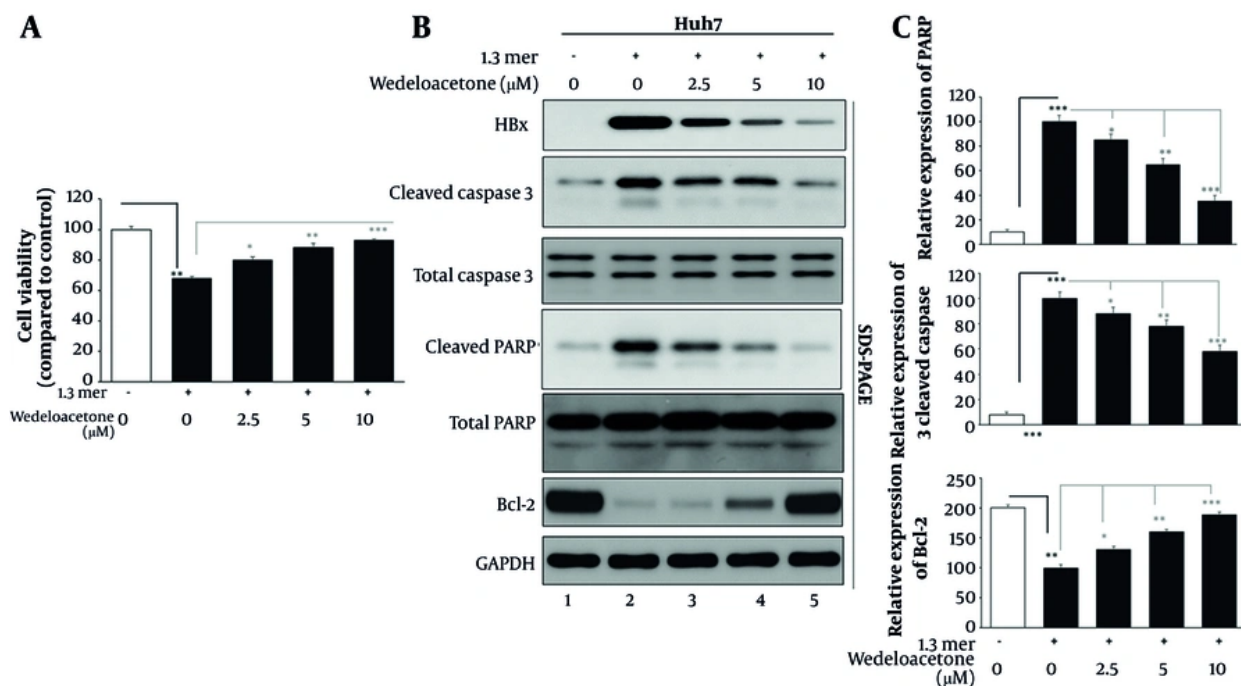 A
Cell viability
(compared to control)
120
100
80
60
40
20
0
**
*
**
***
1.3 mer
-
+
+
+
+
Wedeloacetone
(μM)
0
0
2.5
5
10
B
Huh7
1.3 mer
-
+
+
+
+
Wedeloacetone (μM)
0
0
2.5
5
10
HBx
Cleaved caspase 3
Total caspase 3
Cleaved PARP
Total PARP
Bcl-2
GAPDH
1
2
3
4
5
SDS-PAGE
C
Relative expression of PARP
120
100
80
60
40
20
0
***
*
**
***
Relative expression of
3 cleaved caspase
120
100
80
60
40
20
0
***
*
**
***
***
Relative expression
of Bcl-2
250
200
150
100
50
0
**
*
**
***
1.3 mer
-
+
+
+
+
Wedeloacetone
(μM)
0
0
2.5
5
10